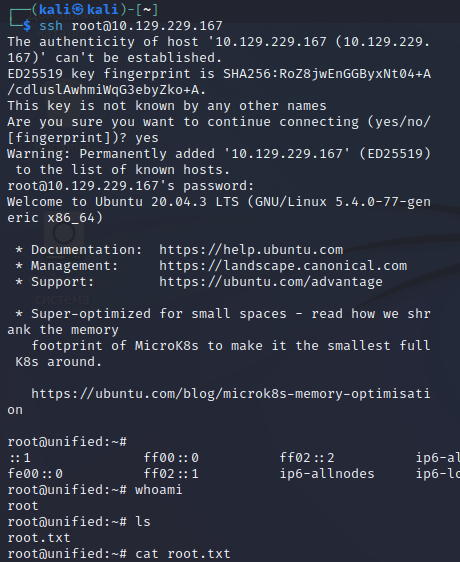 ┌──(kali㉿kali)-[~]
└─$ ssh root@10.129.229.167
The authenticity of host '10.129.229.167 (10.129.229.
167)' can't be established.
ED25519 key fingerprint is SHA256:RoZ8jwEnGGByxNt04+A
/cdluslAwhmiWqG3ebyZko+A.
This key is not known by any other names
Are you sure you want to continue connecting (yes/no/
[fingerprint])? yes
Warning: Permanently added '10.129.229.167' (ED25519)
 to the list of known hosts.
root@10.129.229.167's password:
Welcome to Ubuntu 20.04.3 LTS (GNU/Linux 5.4.0-77-gen
eric x86_64)
 * Documentation:  https://help.ubuntu.com
 * Management:     https://landscape.canonical.com
 * Support:        https://ubuntu.com/advantage
 * Super-optimized for small spaces - read how we shr
ank the memory
   footprint of MicroK8s to make it the smallest full
 K8s around.
   https://ubuntu.com/blog/microk8s-memory-optimisati
on
root@unified:~#
::1              ff00::0          ff02::2          ip6-al
fe00::0          ff02::1          ip6-allnodes     ip6-lo
root@unified:~# whoami
root
root@unified:~# ls
root.txt
root@unified:~# cat root.txt